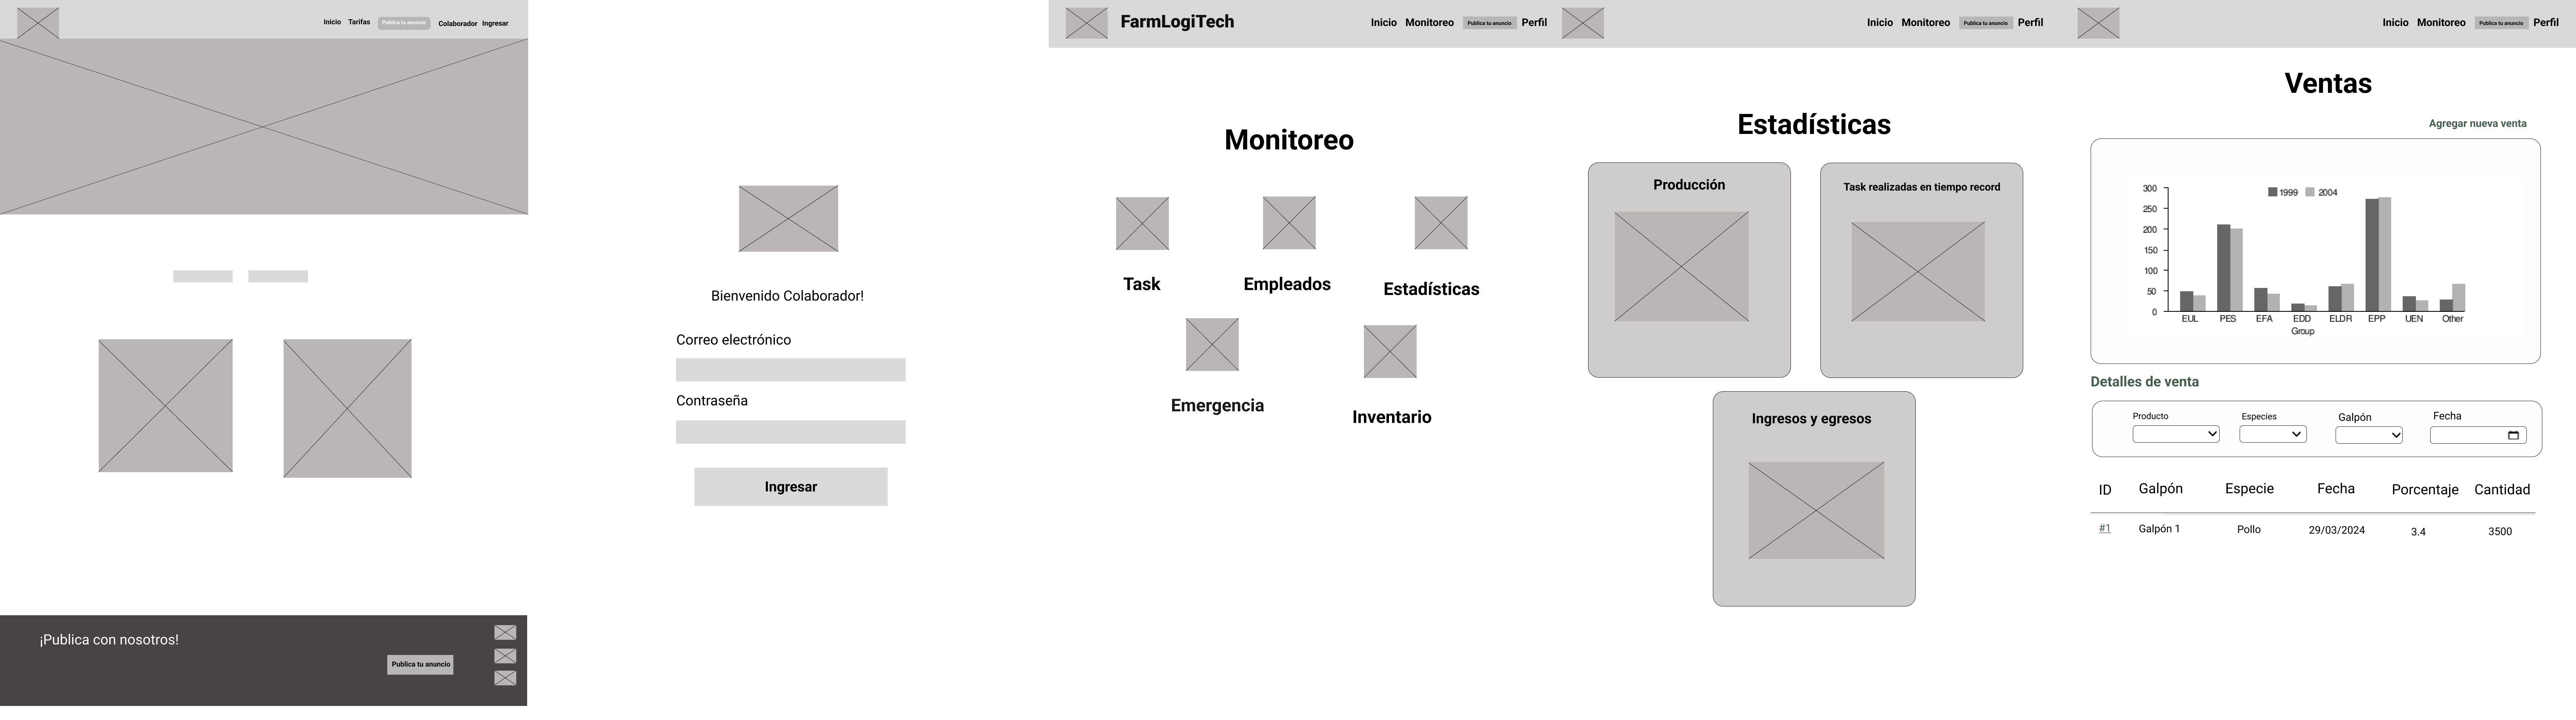 Inicio Tarifas Publica tu anuncio Colaborador Ingresar
¡Publica con nosotros!
Publica tu anuncio
Bienvenido Colaborador!
Correo electrónico
Contraseña
Ingresar
FarmLogiTech Inicio Monitoreo Publica tu anuncio Perfil
Monitoreo
Task Empleados Estadísticas
Emergencia Inventario
Inicio Monitoreo Publica tu anuncio Perfil
Estadísticas
Producción
Task realizadas en tiempo record
Ingresos y egresos
Inicio Monitoreo Publica tu anuncio Perfil
Ventas
Agregar nueva venta
1999 2004
300
250
200
150
100
50
0
EUL PES EFA EDD ELDR EPP UEN Other
Group
Detalles de venta
Producto Especies Galpón Fecha
ID Galpón Especie Fecha Porcentaje Cantidad
#1 Galpón 1 Pollo 29/03/2024 3.4 3500